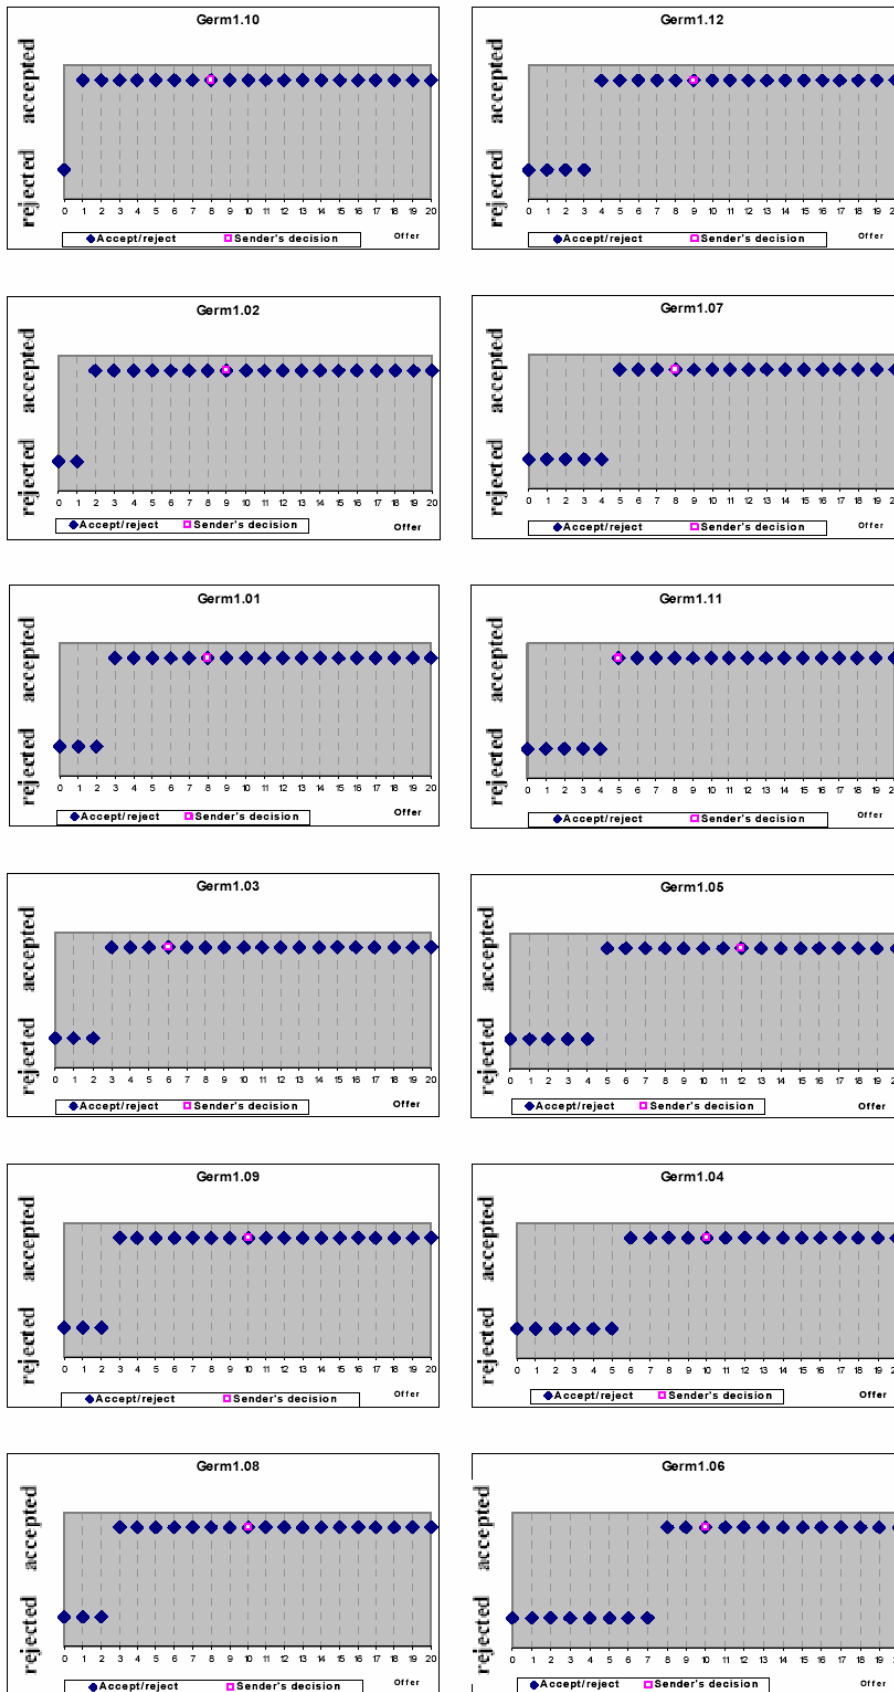 Germ1.10
accepted
rejected
0 1 2 3 4 5 6 7 8 9 10 11 12 13 14 15 16 17 18 19 20
Accept/reject Sender's decision Offer
Germ1.12
accepted
rejected
0 1 2 3 4 5 6 7 8 9 10 11 12 13 14 15 16 17 18 19 2
Accept/reject Sender's decision Offer
Germ1.02
accepted
rejected
0 1 2 3 4 5 6 7 8 9 10 11 12 13 14 15 16 17 18 19 20
Accept/reject Sender's decision Offer
Germ1.07
accepted
rejected
0 1 2 3 4 5 6 7 8 9 10 11 12 13 14 15 16 17 18 19 2
Accept/reject Sender's decision Offer
Germ1.01
accepted
rejected
0 1 2 3 4 5 6 7 8 9 10 11 12 13 14 15 16 17 18 19 20
Accept/reject Sender's decision Offer
Germ1.11
accepted
rejected
0 1 2 3 4 5 6 7 8 9 10 11 12 13 14 15 16 17 18 19 2
Accept/reject Sender's decision Offer
Germ1.03
accepted
rejected
0 1 2 3 4 5 6 7 8 9 10 11 12 13 14 15 16 17 18 19 20
Accept/reject Sender's decision Offer
Germ1.05
accepted
rejected
0 1 2 3 4 5 6 7 8 9 10 11 12 13 14 15 16 17 18 19 2
Accept/reject Sender's decision Offer
Germ1.09
accepted
rejected
0 1 2 3 4 5 6 7 8 9 10 11 12 13 14 15 16 17 18 19 20
Accept/reject Sender's decision Offer
Germ1.04
accepted
rejected
0 1 2 3 4 5 6 7 8 9 10 11 12 13 14 15 16 17 18 19 2
Accept/reject Sender's decision Offer
Germ1.08
accepted
rejected
0 1 2 3 4 5 6 7 8 9 10 11 12 13 14 15 16 17 18 19 20
Accept/reject Sender's decision Offer
Germ1.06
accepted
rejected
0 1 2 3 4 5 6 7 8 9 10 11 12 13 14 15 16 17 18 19 2
Accept/reject Sender's decision Offer